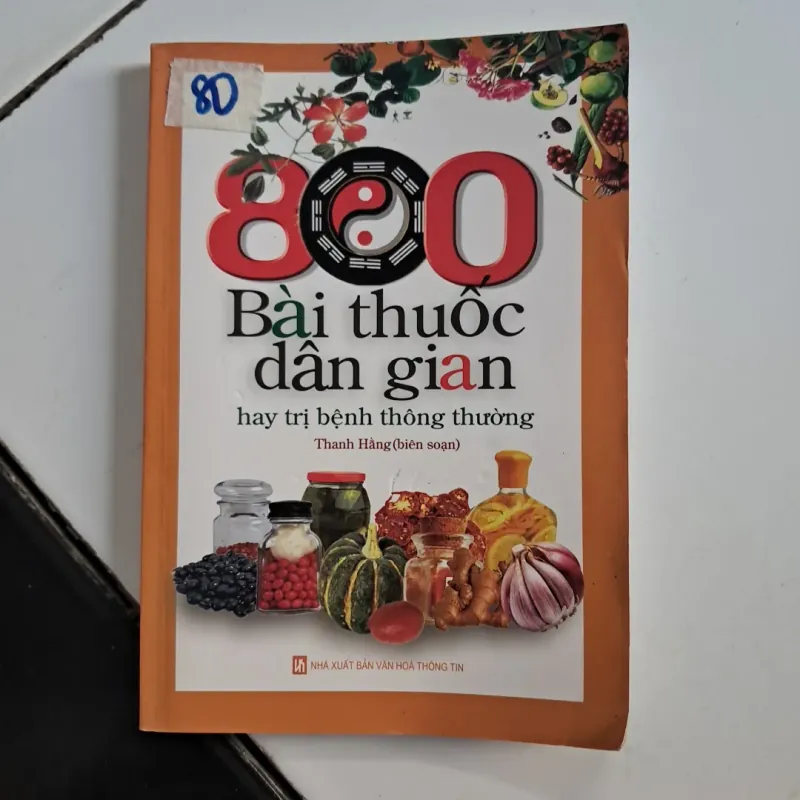 80
800
Bài thuốc
dân gian
hay trị bệnh thông thường
Thanh Hằng (biên soạn)
NHÀ XUẤT BẢN VĂN HOÁ THÔNG TIN